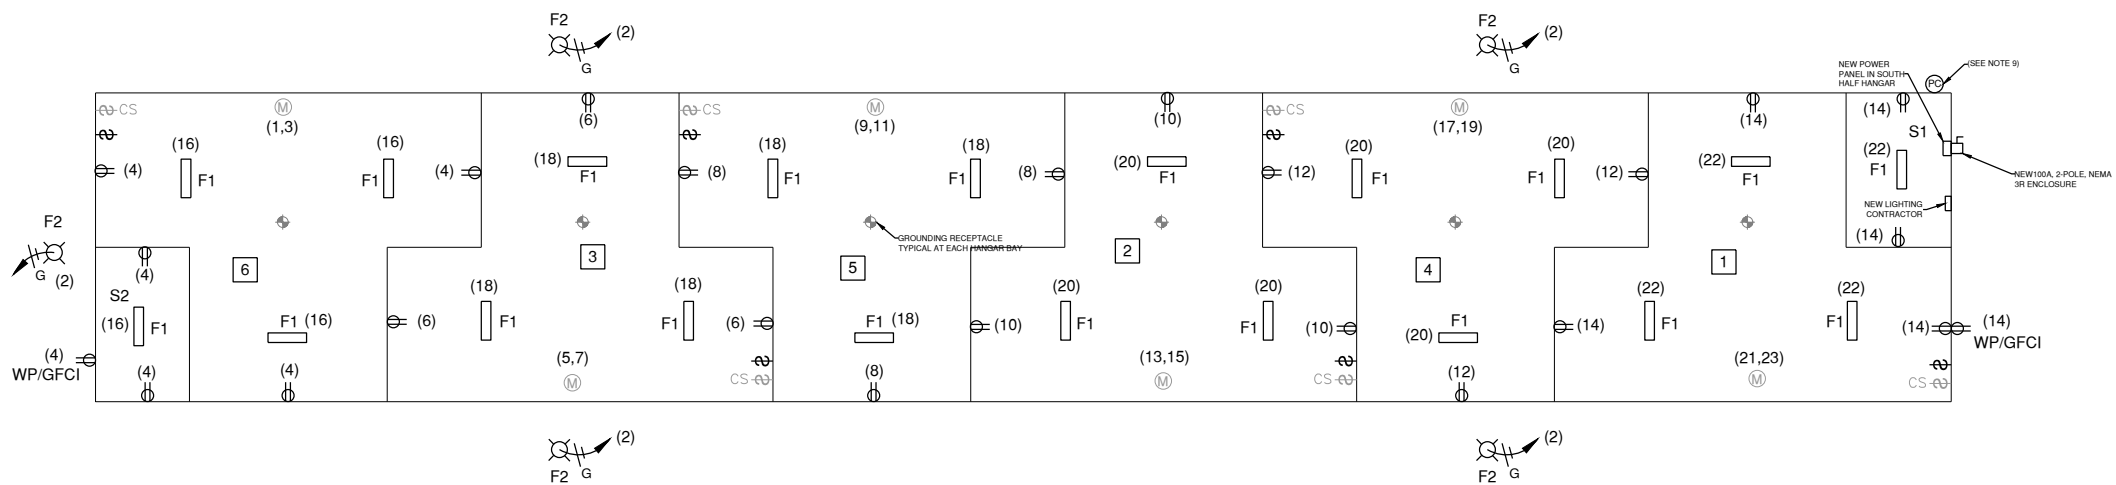 F2
(2)
G
F2
(2)
G
NEW POWER
PANEL IN SOUTH
HALF HANGAR
PC
(SEE NOTE 9)
CS
M
(1,3)
(6)
CS
M
(9,11)
(10)
CS
M
(17,19)
(14)
(14)
S1
(16)
F1
(16)
F1
(4)
(4)
(18)
F1
(18)
F1
(18)
F1
(8)
(8)
(20)
F1
(20)
F1
(20)
F1
(12)
(12)
(22)
F1
(22)
F1
NEW100A, 2-POLE, NEMA
3R ENCLOSURE
NEW LIGHTING
CONTRACTOR
F2
G
(2)
GROUNDING RECEPTACLE
TYPICAL AT EACH HANGAR BAY
(14)
(4)
6
3
5
2
4
1
S2
(16)
F1
F1
(16)
(18)
F1
(18)
F1
(6)
(6)
F1
(18)
(20)
F1
(20)
F1
(10)
(10)
F1
(20)
(22)
F1
(22)
F1
(14)
(14)
(14)
WP/GFCI
(4)
WP/GFCI
(4)
(4)
(5,7)
M
CS
(8)
(13,15)
M
CS
(12)
(21,23)
M
CS
(2)
G
F2
(2)
G
F2